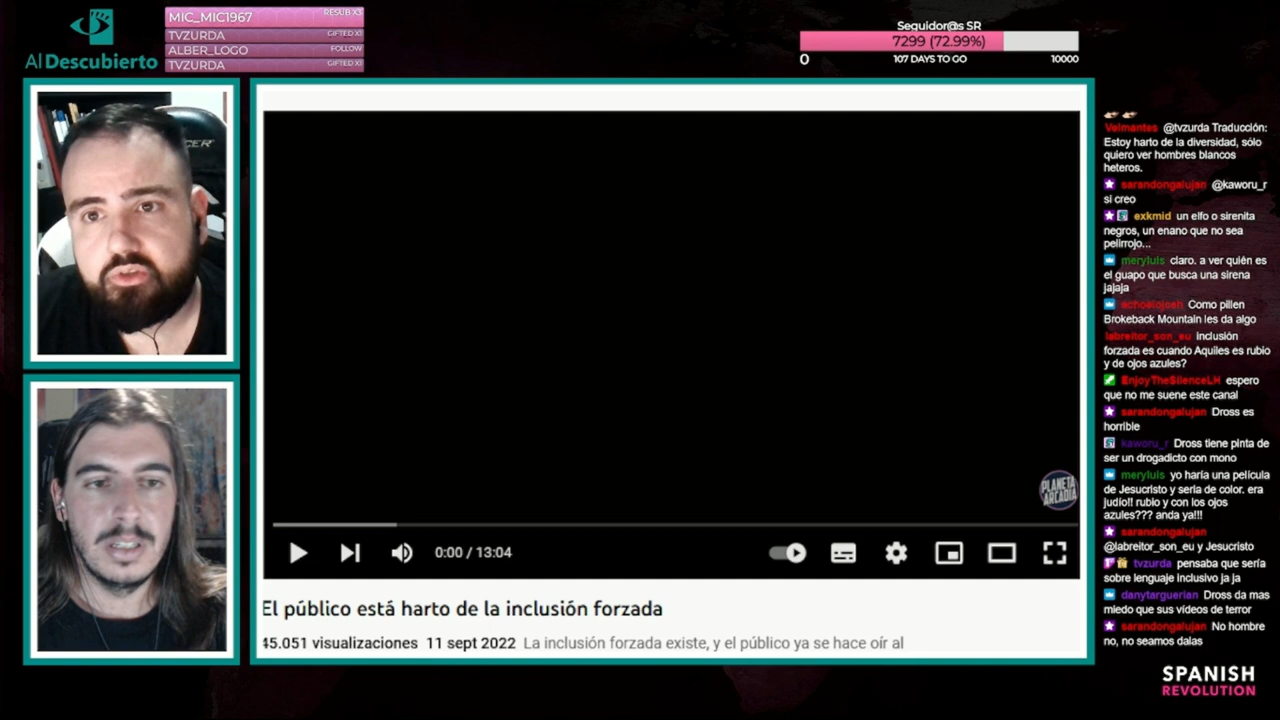 Al Descubierto
MIC_MIC1967 RESUB X3
TVZURDA GIFTED X1
ALBER_LOGO FOLLOW
TVZURDA GIFTED X1
Seguidor@s SR
7299 (72.99%)
0 107 DAYS TO GO 10000
PLANETA
ARCADIA
0:00 / 13:04
El público está harto de la inclusión forzada
45.051 visualizaciones 11 sept 2022 La inclusión forzada existe, y el público ya se hace oír al
Velmantes @tvzurda Traducción:
Estoy harto de la diversidad, sólo
quiero ver hombres blancos
heteros.
sarandongalujan @kaworu_r
si creo
exkmid un elfo o sirenita
negros, un enano que no sea
pelirrojo...
meryluis claro. a ver quién es
el guapo que busca una sirena
jajaja
Como pillen
Brokeback Mountain les da algo
labreitor_son_eu Inclusión
forzada es cuando Aquiles es rubio
y de ojos azules?
EnjoyTheSilenceLH espero
que no me suene este canal
sarandongalujan Dross es
horrible
kaworu_r Dross tiene pinta de
ser un drogadicto con mono
meryluis yo haría una película
de Jesucristo y seria de color. era
judío!! rubio y con los ojos
azules??? anda ya!!!
sarandongalujan
@labreitor_son_eu y Jesucristo
tvzurda pensaba que sería
sobre lenguaje inclusivo ja ja
danytarguerian Dross da mas
miedo que sus vídeos de terror
sarandongalujan No hombre
no, no seamos dalas
SPANISH
REVOLUTION